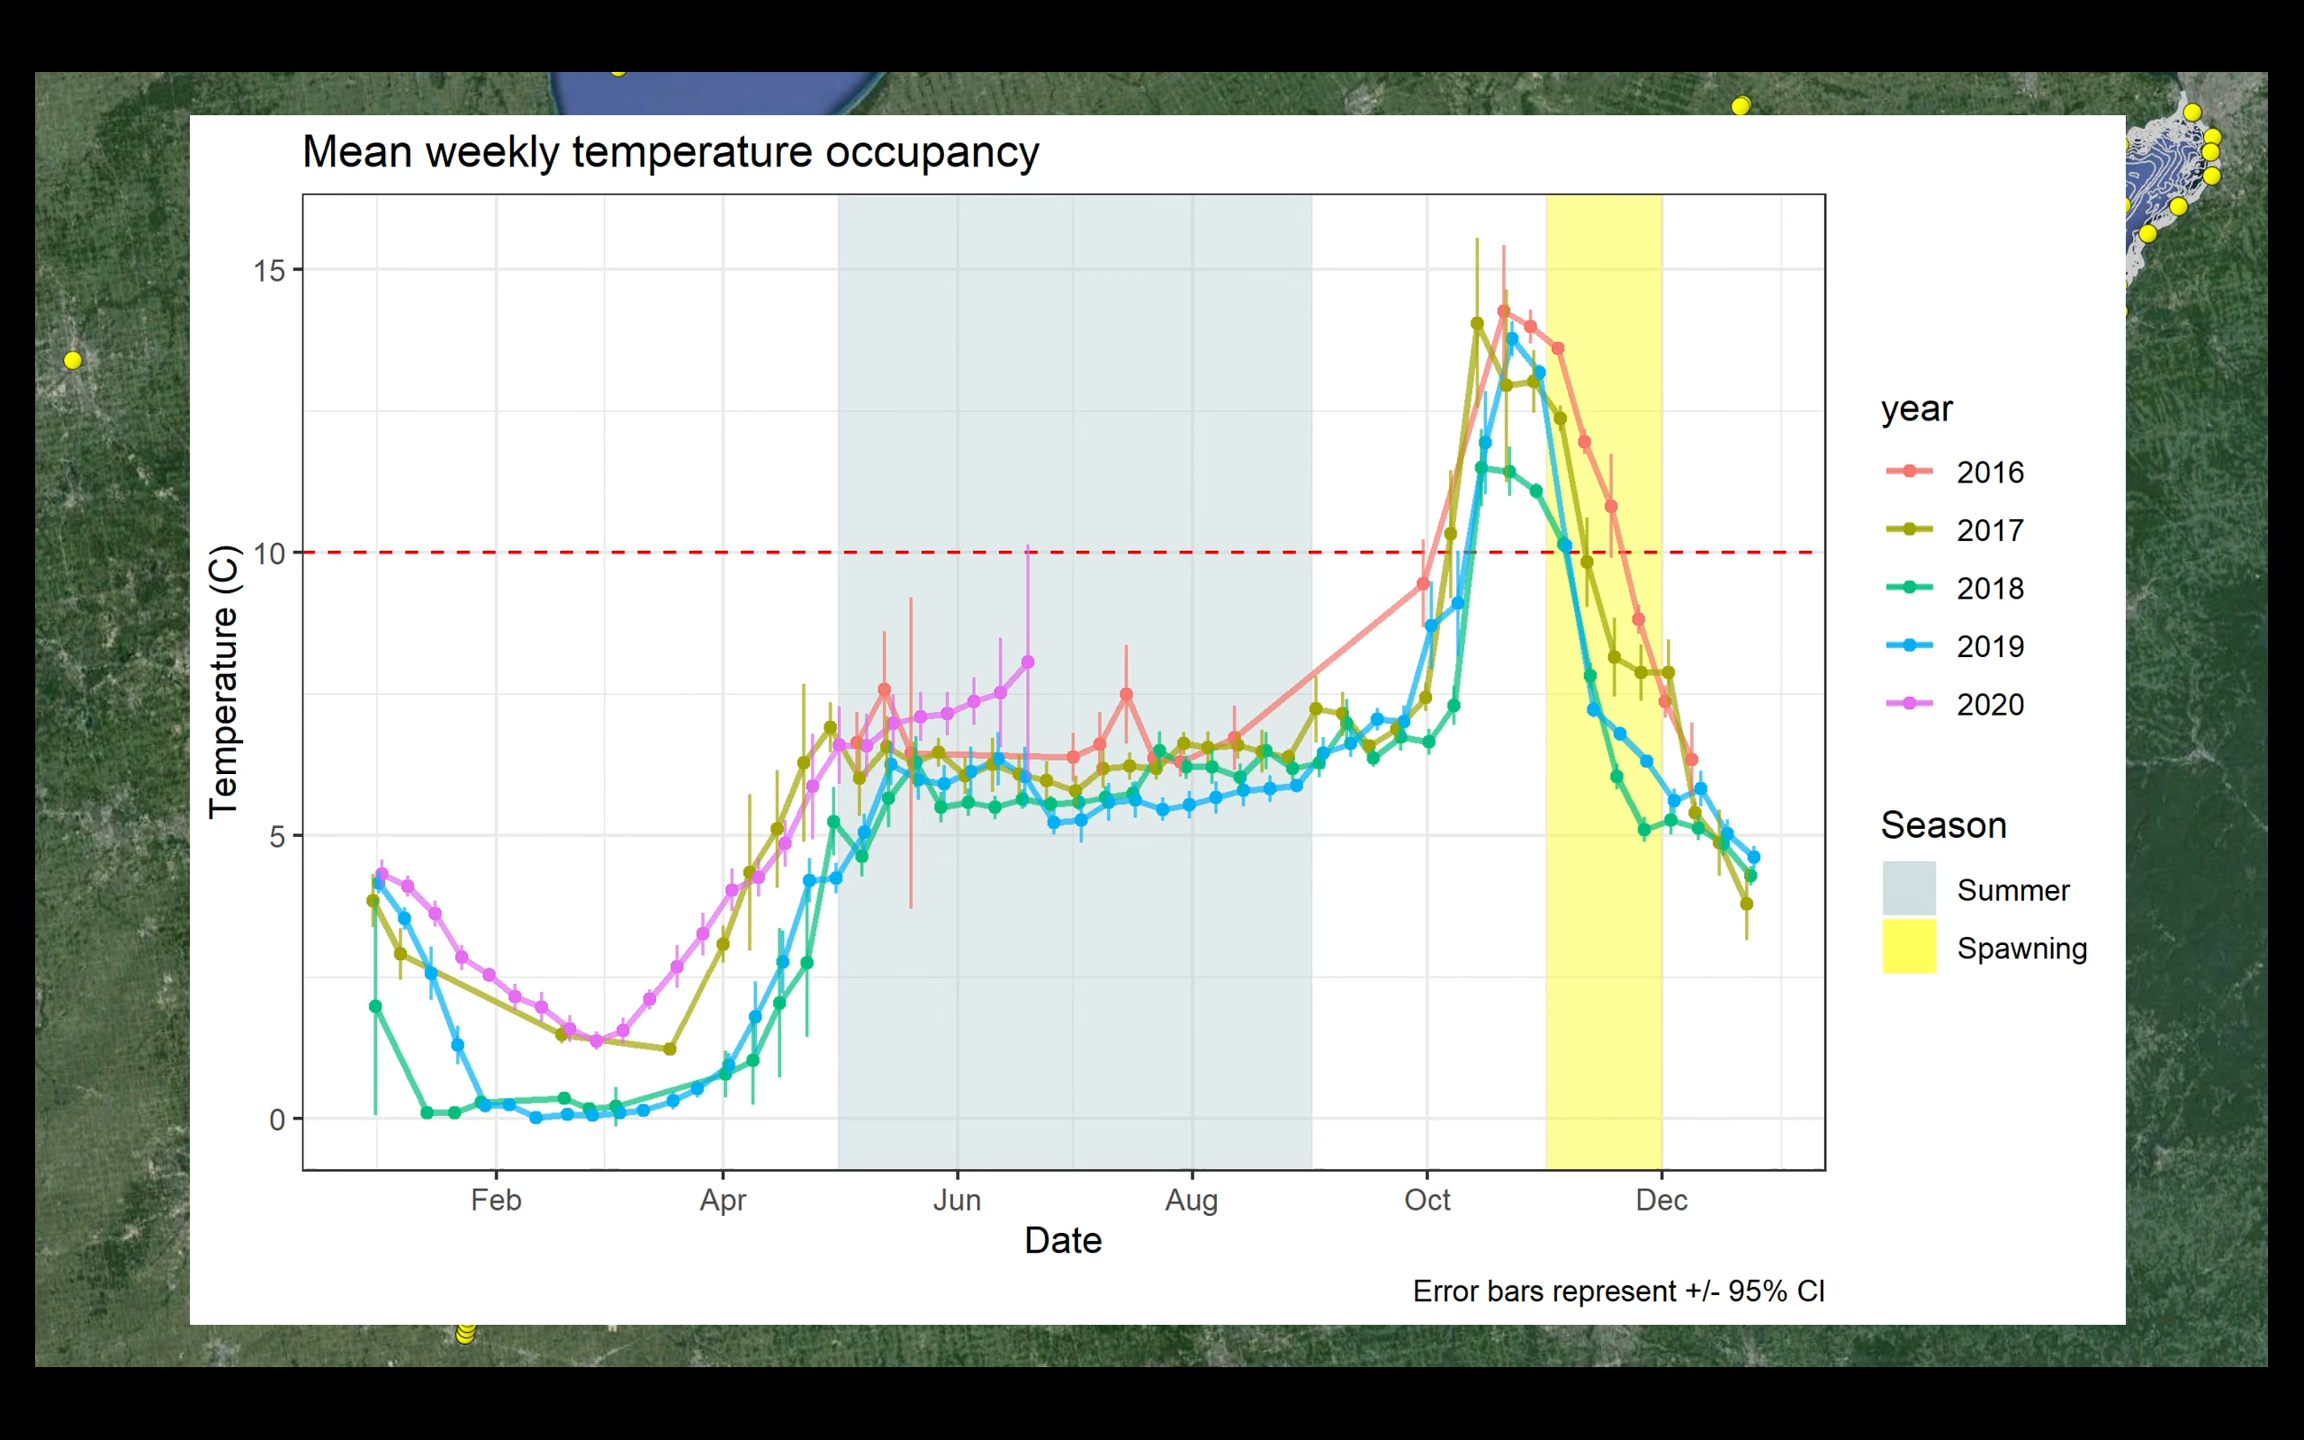 Mean weekly temperature occupancy
15
10
5
0
Temperature (C)
Feb Apr Jun Aug Oct Dec
Date
Error bars represent +/- 95% CI
year
2016
2017
2018
2019
2020
Season
Summer
Spawning